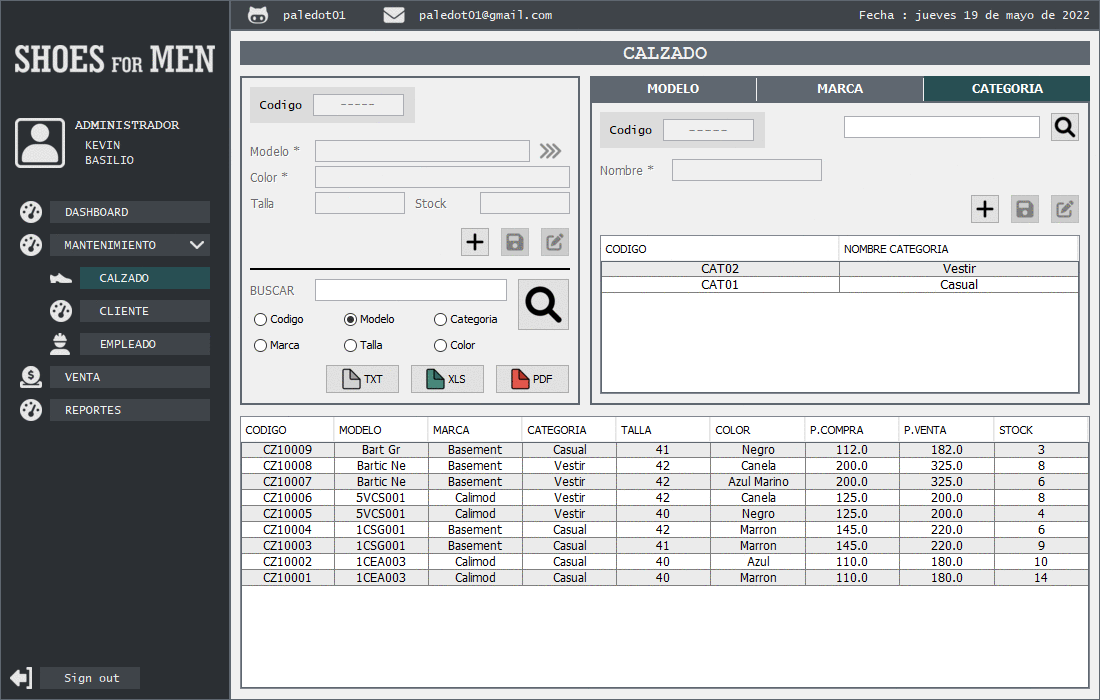 paledot01 paledot01@gmail.com Fecha : jueves 19 de mayo de 2022
SHOES FOR MEN
ADMINISTRADOR
KEVIN
BASILIO
DASHBOARD
MANTENIMIENTO
CALZADO
CLIENTE
EMPLEADO
VENTA
REPORTES
Sign out
CALZADO
Codigo -----
Modelo *
Color *
Talla Stock
BUSCAR
Codigo Modelo Categoria
Marca Talla Color
TXT XLS PDF
MODELO MARCA CATEGORIA
Codigo -----
Nombre *
CODIGO NOMBRE CATEGORIA
CAT02 Vestir
CAT01 Casual
CODIGO MODELO MARCA CATEGORIA TALLA COLOR P.COMPRA P.VENTA STOCK
CZ10009 Bart Gr Basement Casual 41 Negro 112.0 182.0 3
CZ10008 Bartic Ne Basement Vestir 42 Canela 200.0 325.0 8
CZ10007 Bartic Ne Basement Vestir 42 Azul Marino 200.0 325.0 6
CZ10006 5VCS001 Calimod Vestir 42 Canela 125.0 200.0 8
CZ10005 5VCS001 Calimod Vestir 40 Negro 125.0 200.0 4
CZ10004 1CSG001 Basement Casual 42 Marron 145.0 220.0 6
CZ10003 1CSG001 Basement Casual 41 Marron 145.0 220.0 9
CZ10002 1CEA003 Calimod Casual 40 Azul 110.0 180.0 10
CZ10001 1CEA003 Calimod Casual 40 Marron 110.0 180.0 14